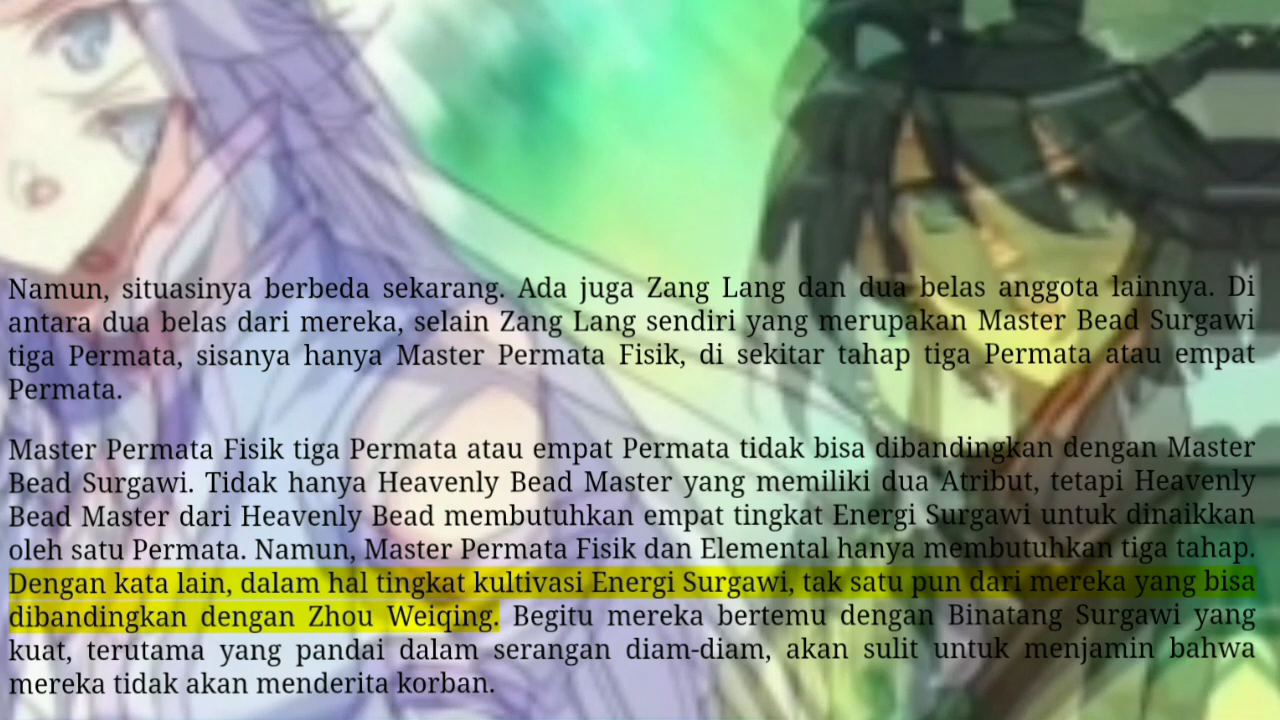 Namun, situasinya berbeda sekarang. Ada juga Zang Lang dan dua belas anggota lainnya. Di
antara dua belas dari mereka, selain Zang Lang sendiri yang merupakan Master Bead Surgawi
tiga Permata, sisanya hanya Master Permata Fisik, di sekitar tahap tiga Permata atau empat
Permata.
Master Permata Fisik tiga Permata atau empat Permata tidak bisa dibandingkan dengan Master
Bead Surgawi. Tidak hanya Heavenly Bead Master yang memiliki dua Atribut, tetapi Heavenly
Bead Master dari Heavenly Bead membutuhkan empat tingkat Energi Surgawi untuk dinaikkan
oleh satu Permata. Namun, Master Permata Fisik dan Elemental hanya membutuhkan tiga tahap.
Dengan kata lain, dalam hal tingkat kultivasi Energi Surgawi, tak satu pun dari mereka yang bisa
dibandingkan dengan Zhou Weiqing. Begitu mereka bertemu dengan Binatang Surgawi yang
kuat, terutama yang pandai dalam serangan diam-diam, akan sulit untuk menjamin bahwa
mereka tidak akan menderita korban.